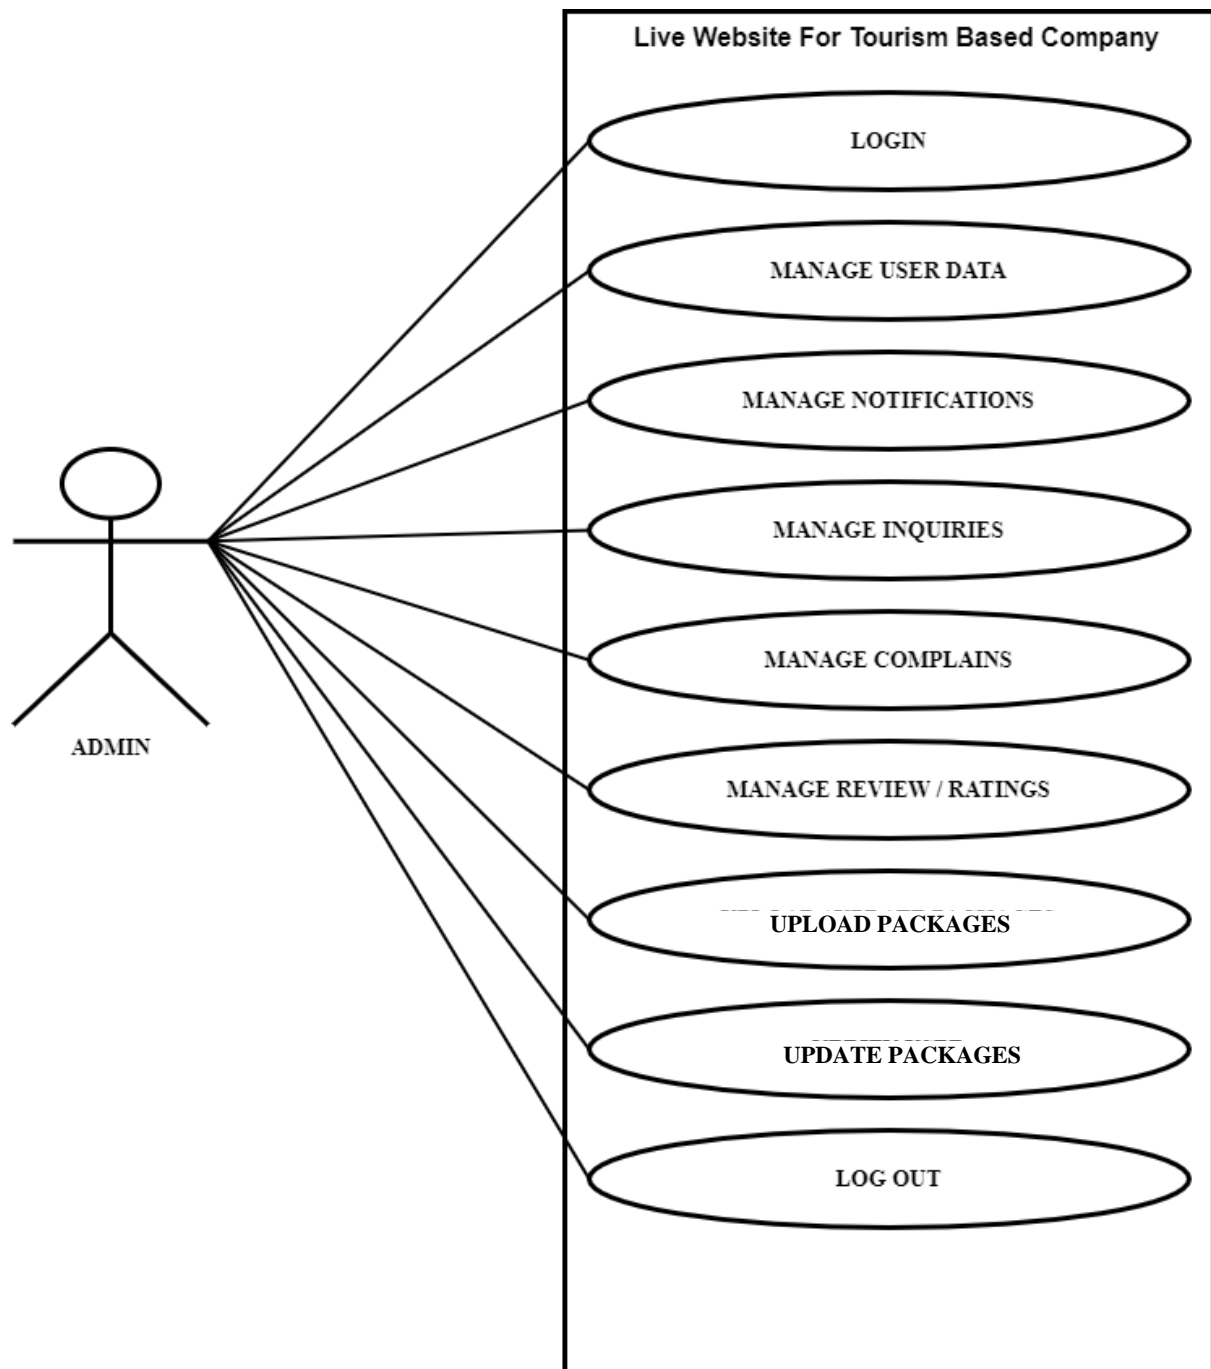 Live Website For Tourism Based Company
LOGIN
MANAGE USER DATA
MANAGE NOTIFICATIONS
MANAGE INQUIRIES
MANAGE COMPLAINS
ADMIN
MANAGE REVIEW / RATINGS
UPLOAD PACKAGES
UPDATE PACKAGES
LOG OUT